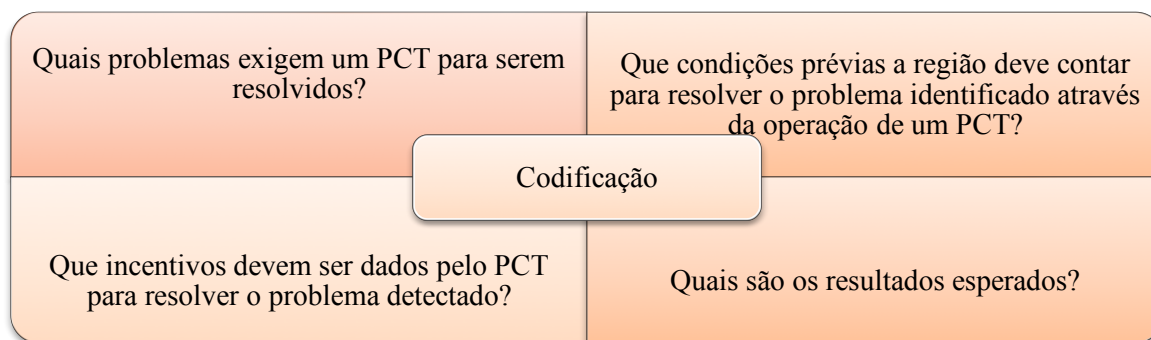 Quais problemas exigem um PCT para serem
resolvidos?
Que condições prévias a região deve contar
para resolver o problema identificado através
da operação de um PCT?
Codificação
Que incentivos devem ser dados pelo PCT
para resolver o problema detectado?
Quais são os resultados esperados?